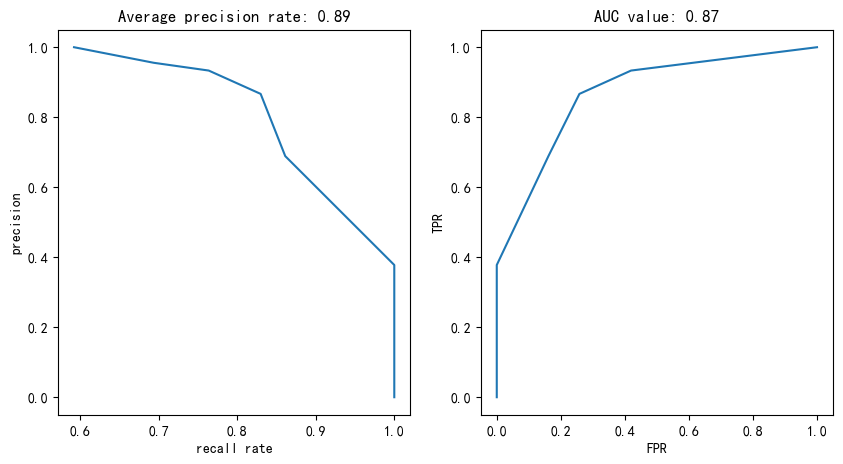 Average precision rate: 0.89
precision
1.0
0.8
0.6
0.4
0.2
0.0
0.6 0.7 0.8 0.9 1.0
recall rate
AUC value: 0.87
TPR
1.0
0.8
0.6
0.4
0.2
0.0
0.0 0.2 0.4 0.6 0.8 1.0
FPR